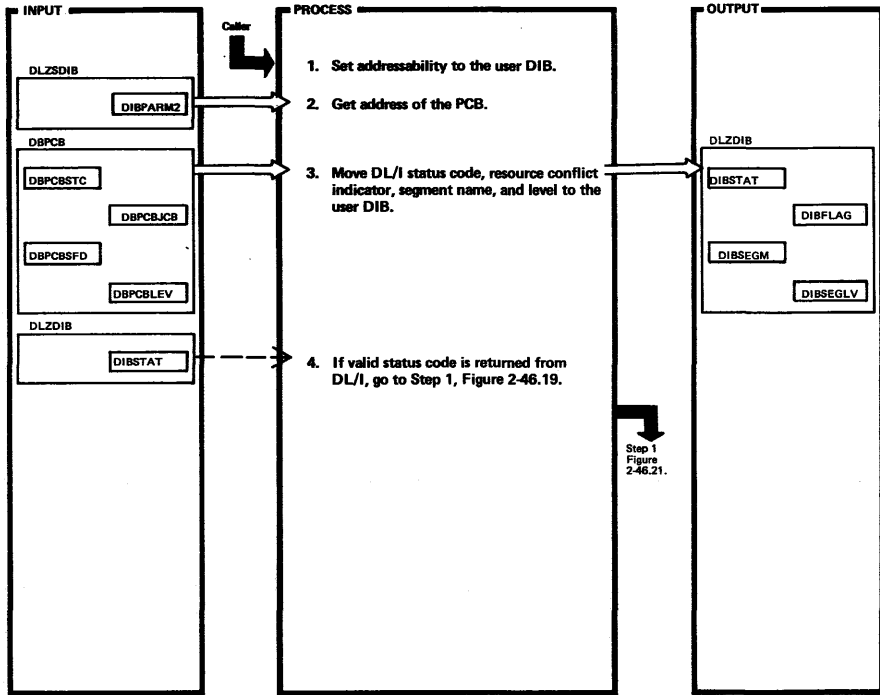 INPUT
PROCESS
OUTPUT
Caller
1. Set addressability to the user DIB.
DLZSDIB
DIBPARM2
2. Get address of the PCB.
DBPCB
DBPCBSTC
DBPCBJCB
DBPCBSFD
DBPCBLEV
3. Move DL/I status code, resource conflict
indicator, segment name, and level to the
user DIB.
DLZDIB
DIBSTAT
DIBFLAG
DIBSEGM
DIBSEGLV
DLZDIB
DIBSTAT
4. If valid status code is returned from
DL/I, go to Step 1, Figure 2-46.19.
Step 1
Figure
2-46.21.